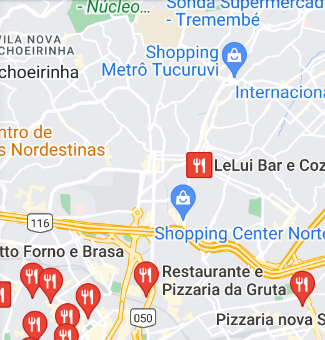 - Núcleo...
Sonda Supermercad
- Tremembé
VILA NOVA
CHOEIRINHA
choeirinha
Shopping
Metrô Tucuruvi
Internaciona
ntro de
s Nordestinas
LeLui Bar e Coz
116
Shopping Center Norte
tto Forno e Brasa
Restaurante e
Pizzaria da Gruta
050
Pizzaria nova S